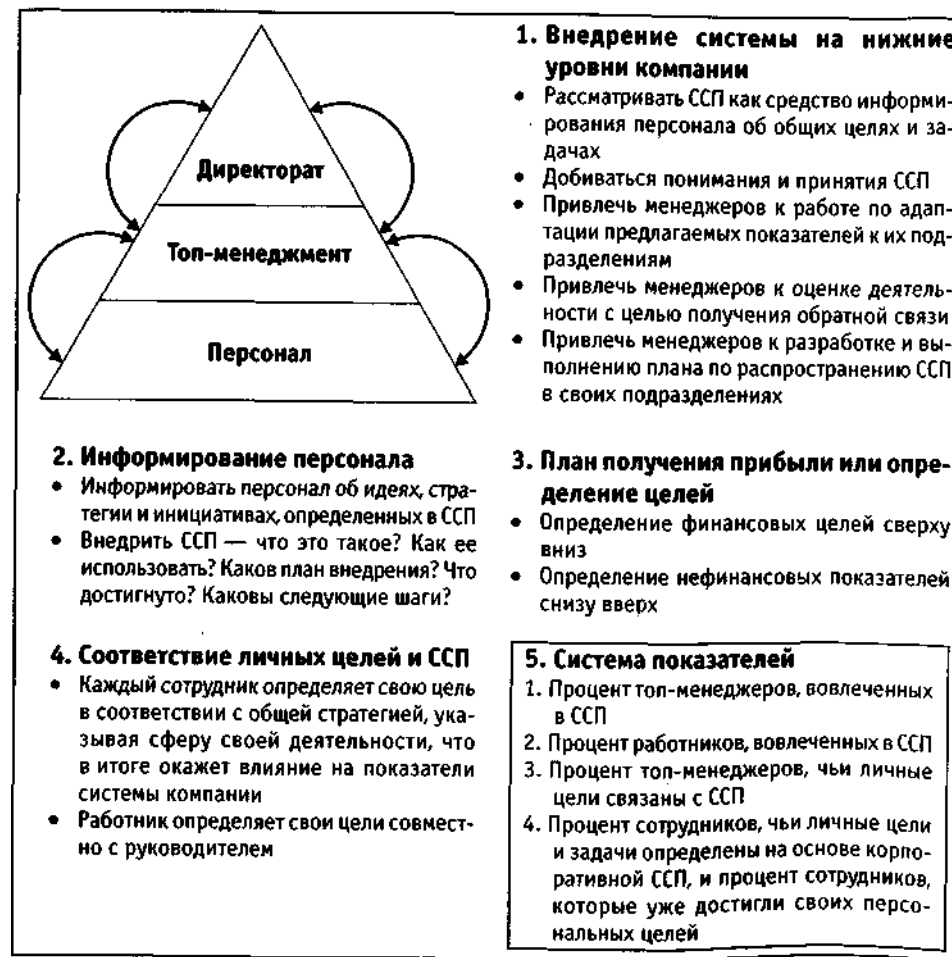 Директорат
Топ-менеджмент
Персонал
1. Внедрение системы на нижние
уровни компании
• Рассматривать ССП как средство информи-
рования персонала об общих целях и за-
дачах
• Добиваться понимания и принятия ССП
• Привлечь менеджеров к работе по адап-
тации предлагаемых показателей к их под-
разделениям
• Привлечь менеджеров к оценке деятель-
ности с целью получения обратной связи
• Привлечь менеджеров к разработке и вы-
полнению плана по распространению ССП
в своих подразделениях
2. Информирование персонала
• Информировать персонал об идеях, стра-
тегии и инициативах, определенных в ССП
• Внедрить ССП — что это такое? Как ее
использовать? Каков план внедрения? Что
достигнуто? Каковы следующие шаги?
3. План получения прибыли или опре-
деление целей
• Определение финансовых целей сверху
вниз
• Определение нефинансовых показателей
снизу вверх
4. Соответствие личных целей и ССП
• Каждый сотрудник определяет свою цель
в соответствии с общей стратегией, ука-
зывая сферу своей деятельности, что
в итоге окажет влияние на показатели
системы компании
• Работник определяет свои цели совмест-
но с руководителем
5. Система показателей
1. Процент топ-менеджеров, вовлеченных
в ССП
2. Процент работников, вовлеченных в ССП
3. Процент топ-менеджеров, чьи личные
цели связаны с ССП
4. Процент сотрудников, чьи личные цели
и задачи определены на основе корпо-
ративной ССП, и процент сотрудников,
которые уже достигли своих персо-
нальных целей